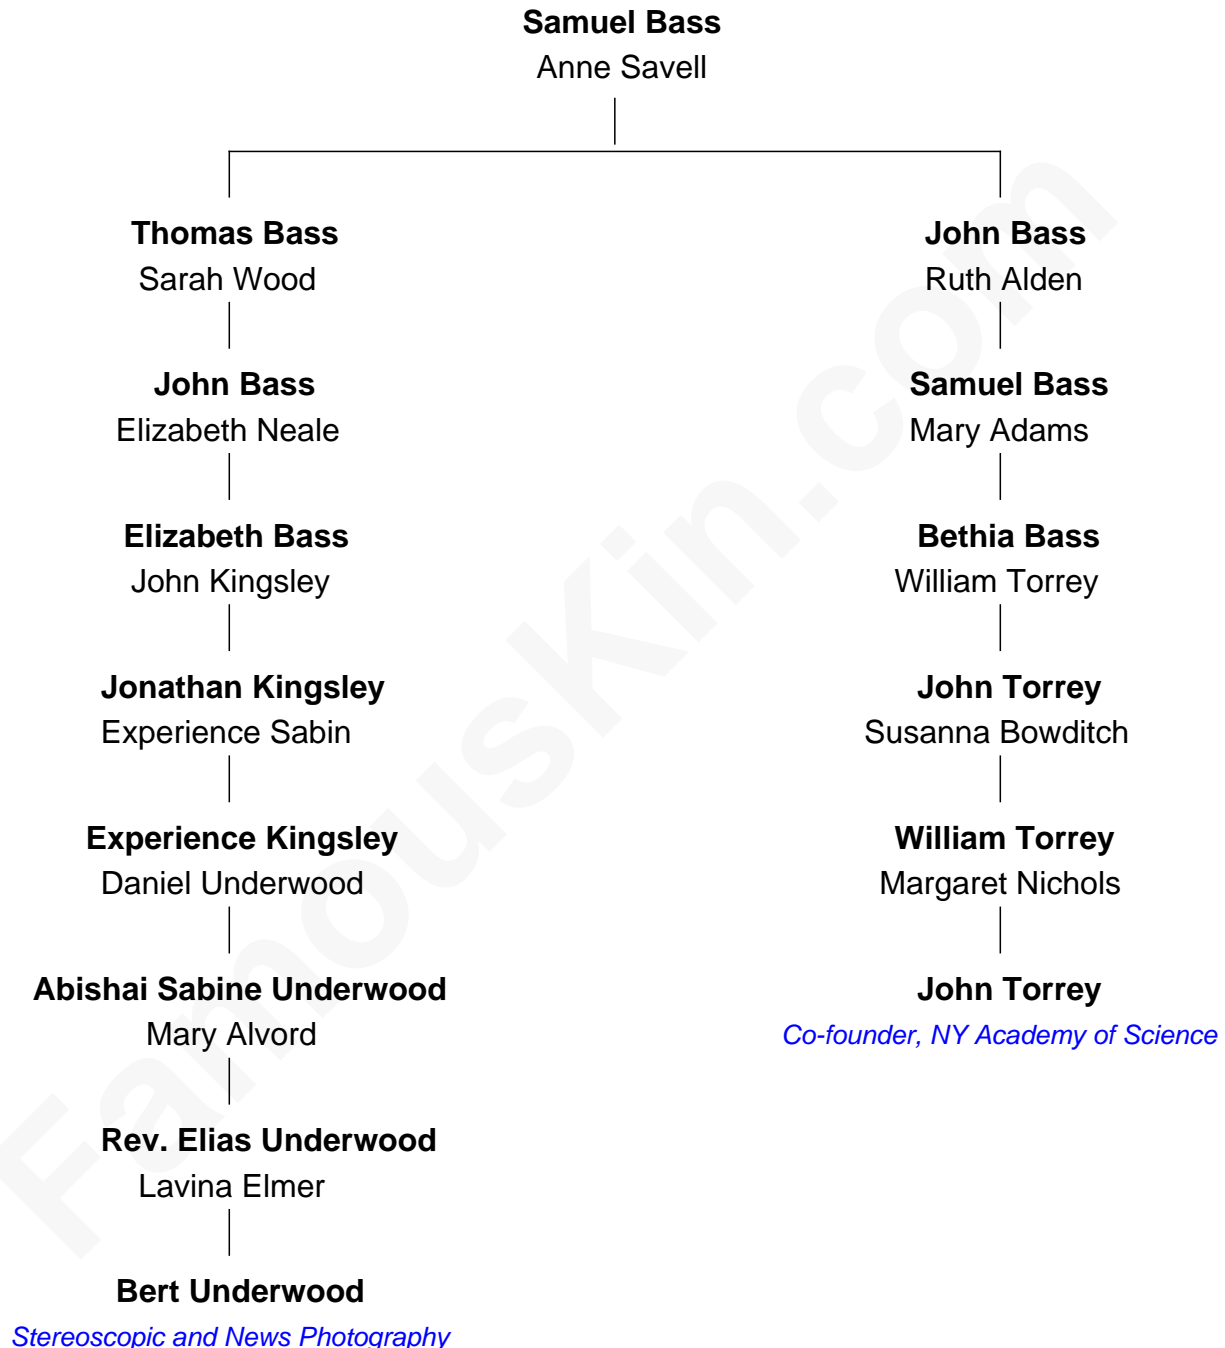 Samuel Bass
Anne Savell
Thomas Bass
Sarah Wood
John Bass
Elizabeth Neale
Elizabeth Bass
John Kingsley
Jonathan Kingsley
Experience Sabin
Experience Kingsley
Daniel Underwood
Abishai Sabine Underwood
Mary Alvord
Rev. Elias Underwood
Lavina Elmer
Bert Underwood
Stereoscopic and News Photography
John Bass
Ruth Alden
Samuel Bass
Mary Adams
Bethia Bass
William Torrey
John Torrey
Susanna Bowditch
William Torrey
Margaret Nichols
John Torrey
Co-founder, NY Academy of Science
FamousKin.com